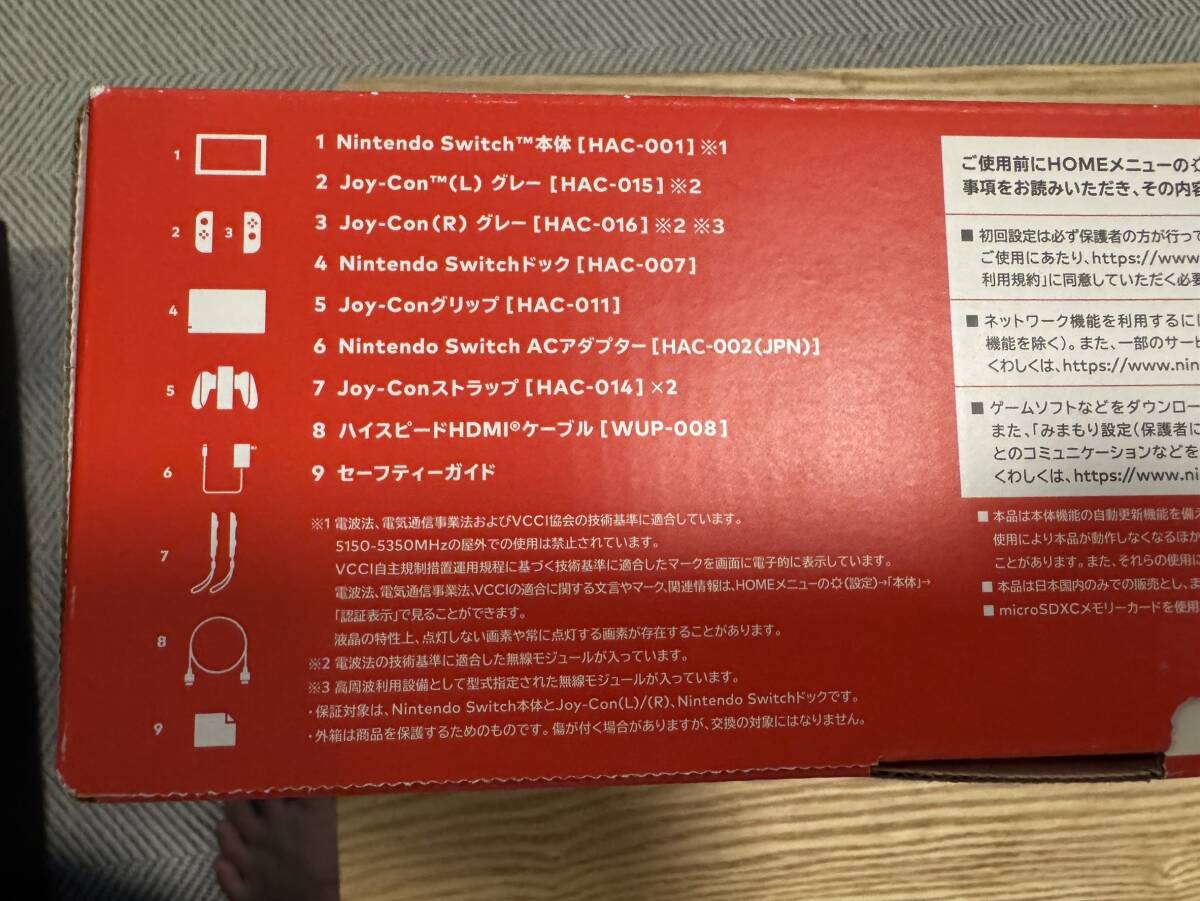 1 Nintendo Switch™本体 [HAC-001] ※1
2 Joy-Con™(L) グレー [HAC-015] ※2
3 Joy-Con(R) グレー [HAC-016] ※2 ※3
4 Nintendo Switchドック [HAC-007]
5 Joy-Conグリップ [HAC-011]
6 Nintendo Switch ACアダプター [HAC-002(JPN)]
7 Joy-Conストラップ [HAC-014] ×2
8 ハイスピードHDMI®ケーブル [WUP-008]
9 セーフティーガイド
1
2
3
4
5
6
7
8
9
※1 電波法、電気通信事業法およびVCCI協会の技術基準に適合しています。
5150-5350MHzの屋外での使用は禁止されています。
VCCI自主規制措置運用規程に基づく技術基準に適合したマークを画面に電子的に表示しています。
電波法、電気通信事業法、VCCIの適合に関する文言やマーク、関連情報は、HOMEメニューの(設定)→「本体」→
「認証表示」で見ることができます。
液晶の特性上、点灯しない画素や常に点灯する画素が存在することがあります。
※2 電波法の技術基準に適合した無線モジュールが入っています。
※3 高周波利用設備として型式指定された無線モジュールが入っています。
・保証対象は、Nintendo Switch本体とJoy-Con(L)/(R)、Nintendo Switchドックです。
・外箱は商品を保護するためのものです。傷が付く場合がありますが、交換の対象にはなりません。
ご使用前にHOMEメニューの
事項をお読みいただき、その内容
■ 初回設定は必ず保護者の方が行って
ご使用にあたり、https://www
利用規約」に同意していただく必要
■ ネットワーク機能を利用するに
機能を除く)。また、一部のサービ
くわしくは、https://www.nin
■ ゲームソフトなどをダウンロー
また、「みまもり設定(保護者に
とのコミュニケーションなどを
くわしくは、https://www.ni
■ 本品は本体機能の自動更新機能を備え
使用により本品が動作しなくなるほか
ことがあります。また、それらの使用に
■ 本品は日本国内のみでの販売とし、ま
■ microSDXCメモリーカードを使用